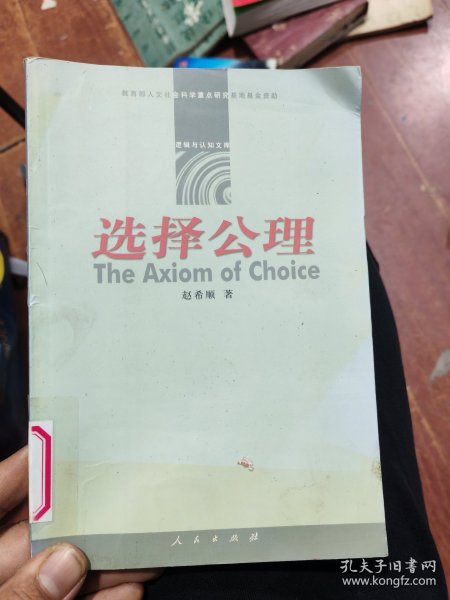 教育部人文社会科学重点研究基地基金资助
逻辑与认知文库
选择公理
The Axiom of Choice
赵希顺 著
人民出版社
孔夫子旧书网
www.kongfz.com